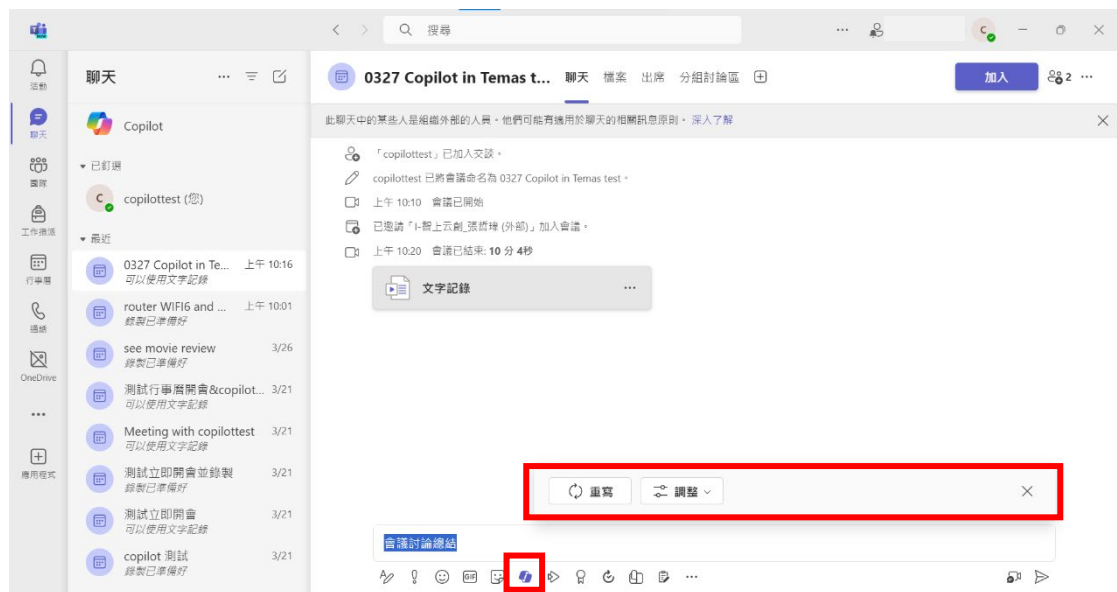 搜尋
C
活動
聊天
團隊
工作指派
行事曆
通話
OneDrive
應用程式
聊天
Copilot
已釘選
C copilottest (您)
最近
0323 Copilot in Te... 上午 10:16
可以使用文字記錄
router WIFI6 and ... 上午 10:01
錄製已準備好
see movie review 3/26
錄製已準備好
測試行事曆開會&copilot... 3/21
可以使用文字記錄
Meeting with copilottest 3/21
可以使用文字記錄
測試立即開會並錄製 3/21
錄製已準備好
測試立即開會 3/21
可以使用文字記錄
copilot 測試 3/21
錄製已準備好
0327 Copilot in Temas t... 聊天 檔案 出席 分組討論區
加入 2
此聊天中的某些人是組織外部的人員。他們可能有適用於聊天的相關訊息原則。 深入了解
「copilottest」已加入交談。
copilottest 已將會議命名為 0327 Copilot in Temas test。
上午 10:10 會議已開始
已邀請「I-智上云創_張哲瑋 (外部)」加入會議。
上午 10:20 會議已結束: 10 分 4秒
文字記錄
重寫 調整
會議討論總結
GIF